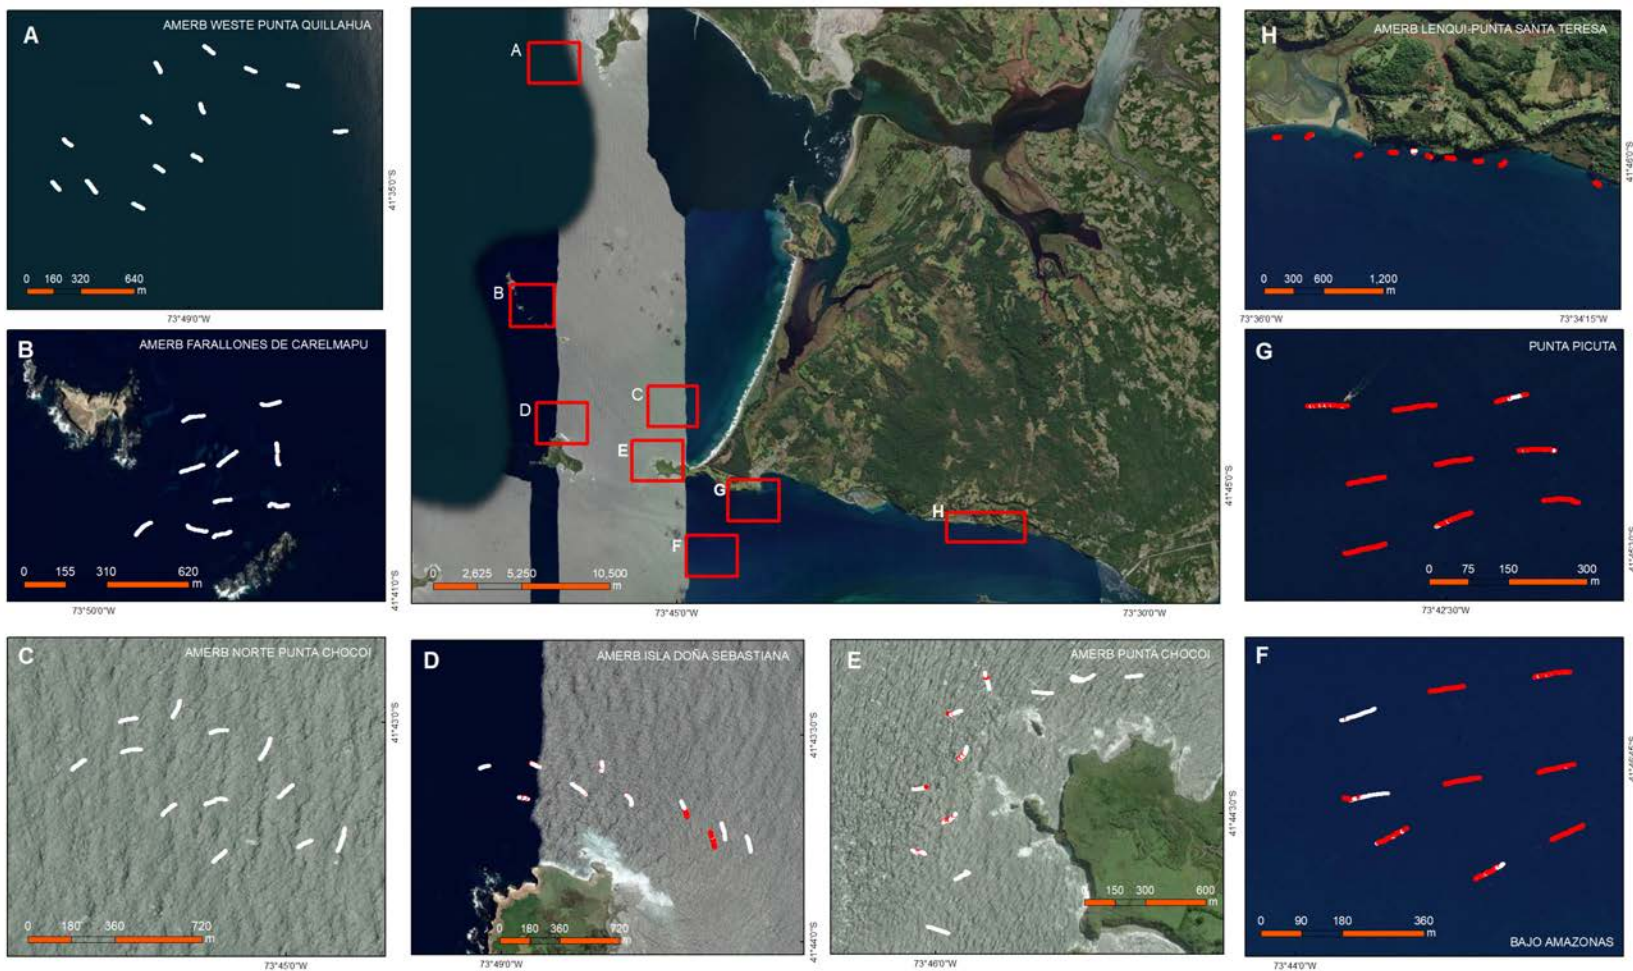 A
AMERB WESTE PUNTA QUILLAHUA
0 160 320 640
m
41°35'0"S
73°49'0"W
B
AMERB FARALLONES DE CARELMAPU
0 155 310 620
m
41°41'0"S
73°50'0"W
A
B
C
D
E
F
G
H
0 2,625 5,250 10,500
m
41°45'0"S
73°45'0"W
73°30'0"W
H
AMERB LENQUI-PUNTA SANTA TERESA
0 300 600 1,200
m
41°46'0"S
73°36'0"W
73°34'15"W
G
PUNTA PICUTA
0 75 150 300
m
73°42'30"W
C
AMERB NORTE PUNTA CHOCOI
0 180 360 720
m
41°43'0"S
73°45'0"W
D
AMERB ISLA DOÑA SEBASTIANA
0 180 360 720
m
41°43'30"S
41°44'0"S
73°49'0"W
E
AMERB PUNTA CHOCOI
0 150 300 600
m
41°44'30"S
73°46'0"W
F
0 90 180 360
m
BAJO AMAZONAS
41°46'45"S
73°44'0"W